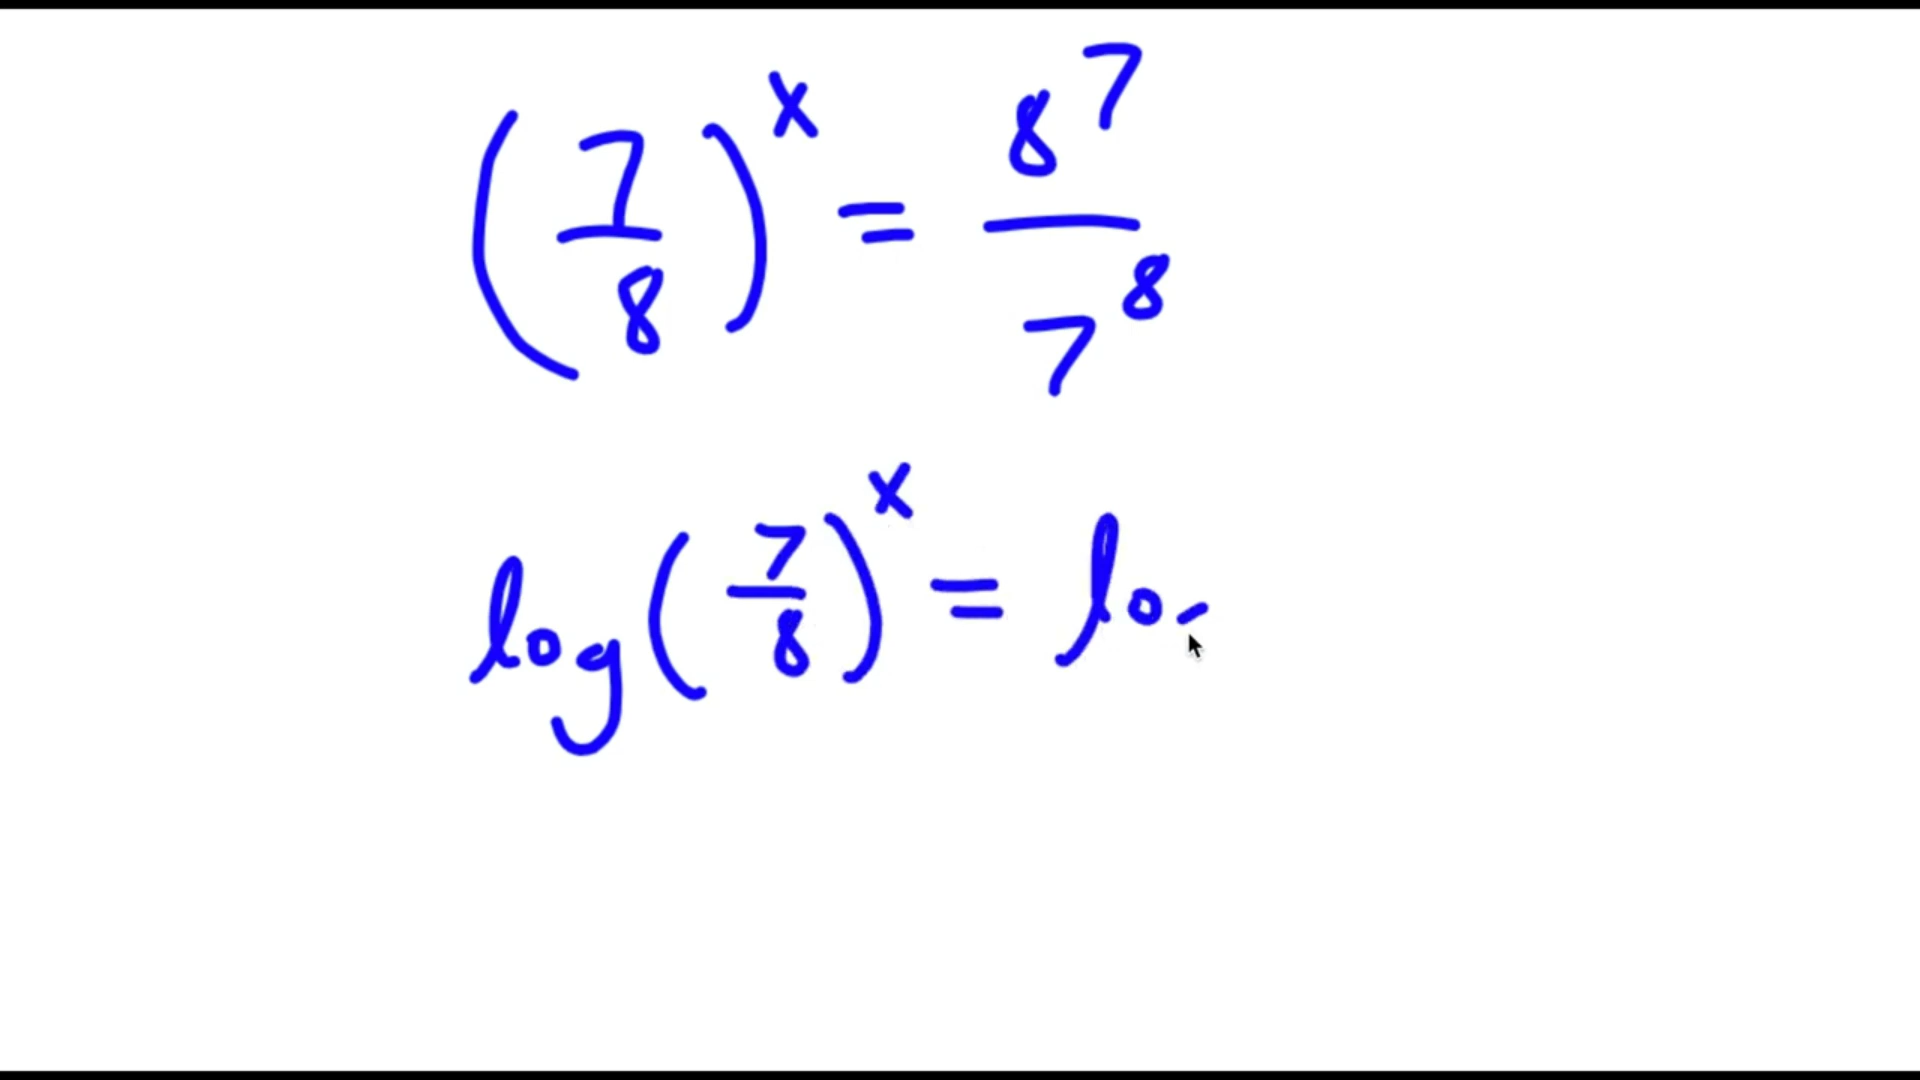 (7/8)^x = 8^7/7^8
log(7/8)^x = lo